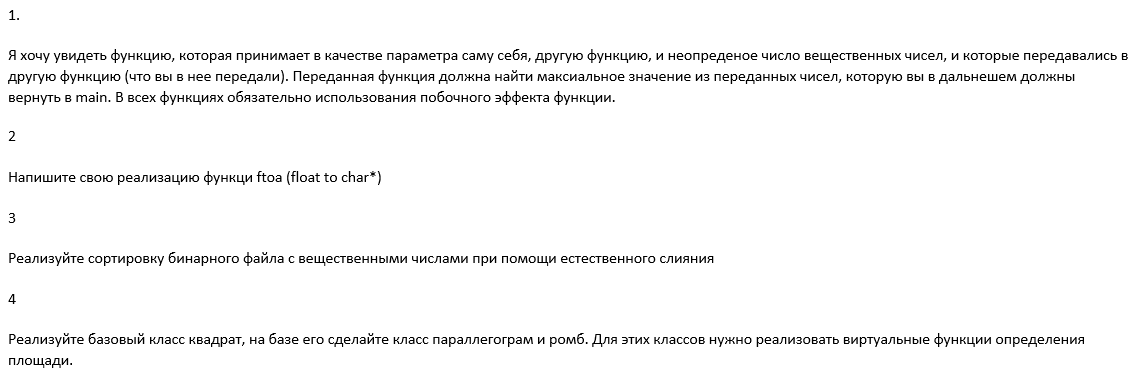 1.
Я хочу увидеть функцию, которая принимает в качестве параметра саму себя, другую функцию, и неопреденое число вещественных чисел, и которые передавались в
другую функцию (что вы в нее передали). Переданная функция должна найти максиальное значение из переданных чисел, которую вы в дальнешем должны
вернуть в main. В всех функциях обязательно использования побочного эффекта функции.
2
Напишите свою реализацию функци ftoa (float to char*)
3
Реализуйте сортировку бинарного файла с вещественными числами при помощи естественного слияния
4
Реализуйте базовый класс квадрат, на базе его сделайте класс параллегограм и ромб. Для этих классов нужно реализовать виртуальные функции определения
площади.